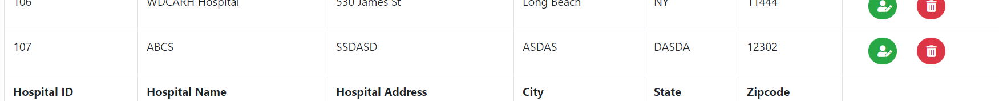 106 WDCARH Hospital 530 James St Long Beach NY 11444
107 ABCS SSDASD ASDAS DASDA 12302
Hospital ID Hospital Name Hospital Address City State Zipcode